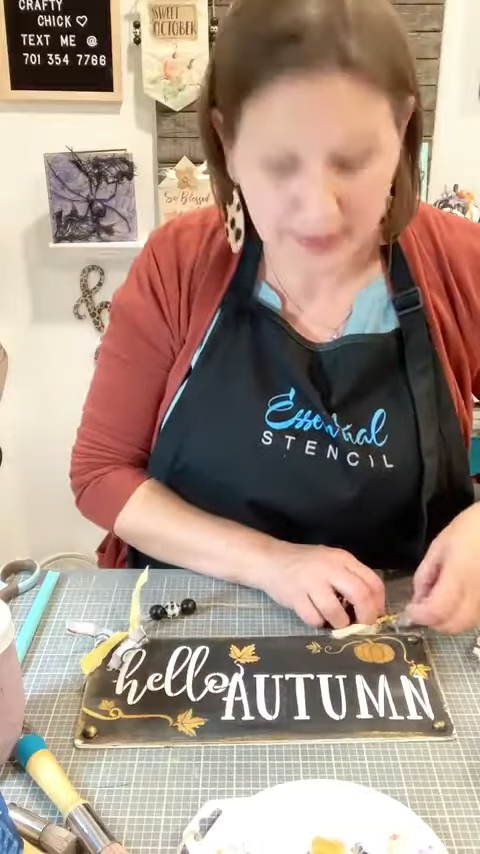 CRAFTY
CHICK ♡
TEXT ME @
701 354 7766
SWEET
OCTOBER
So Blessed
Essential
STENCIL
hello AUTUMN